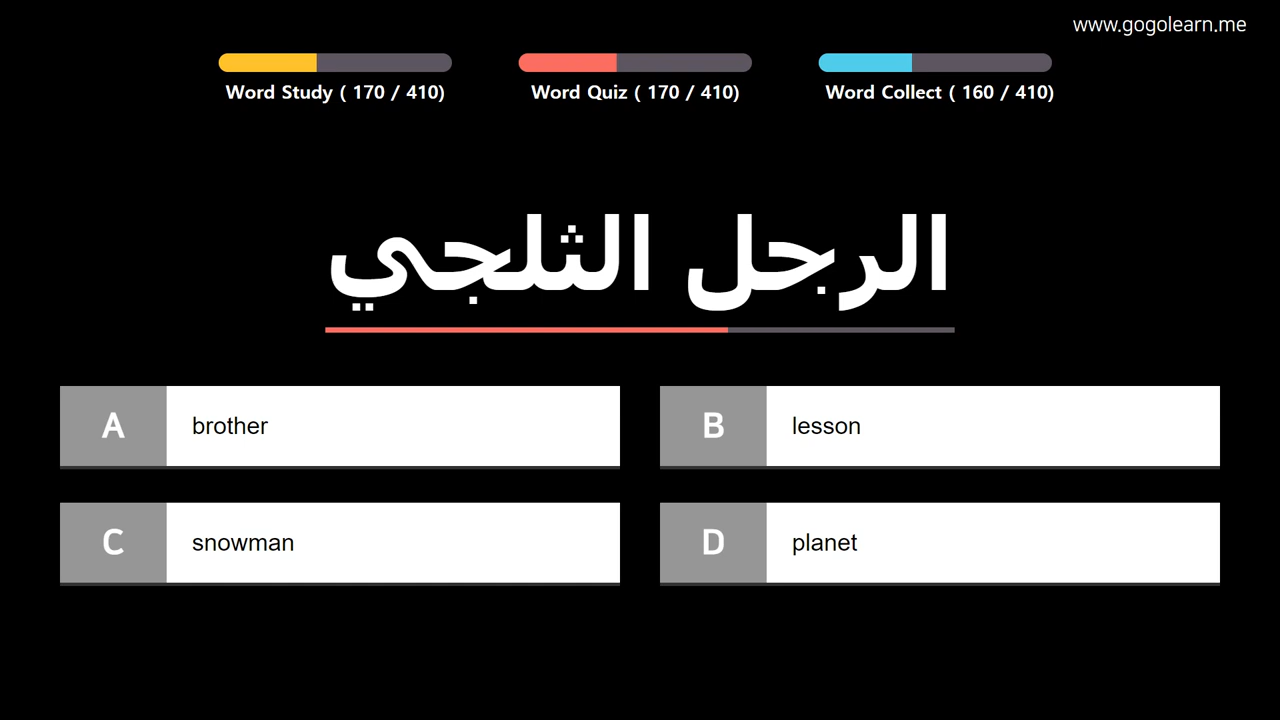 www.gogolearn.me
Word Study ( 170 / 410)
Word Quiz ( 170 / 410)
Word Collect ( 160 / 410)
الرجل الثلجي
A brother
B lesson
C snowman
D planet